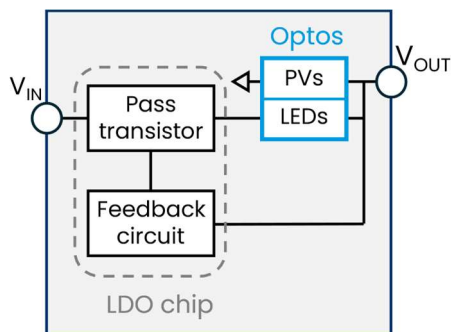 Optos
V_OUT
V_IN
PVs
Pass
transistor
LEDs
Feedback
circuit
LDO chip